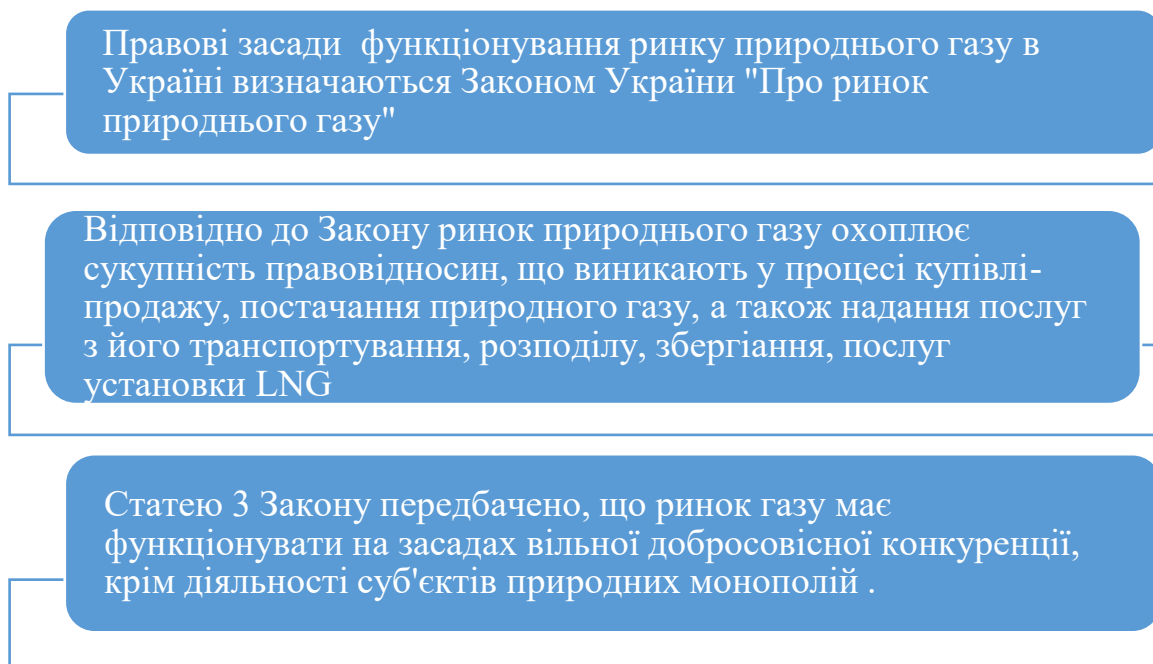 Правові засади  функціонування ринку природнього газу в
Україні визначаються Законом України "Про ринок
природнього газу"
Відповідно до Закону ринок природнього газу охоплює
сукупність правовідносин, що виникають у процесі купівлі-
продажу, постачання природного газу, а також надання послуг
з його транспортування, розподілу, збергіання, послуг
установки LNG
Статею 3 Закону передбачено, що ринок газу має
функціонувати на засадах вільної добросовісної конкуренції,
крім діяльності суб'єктів природних монополій .